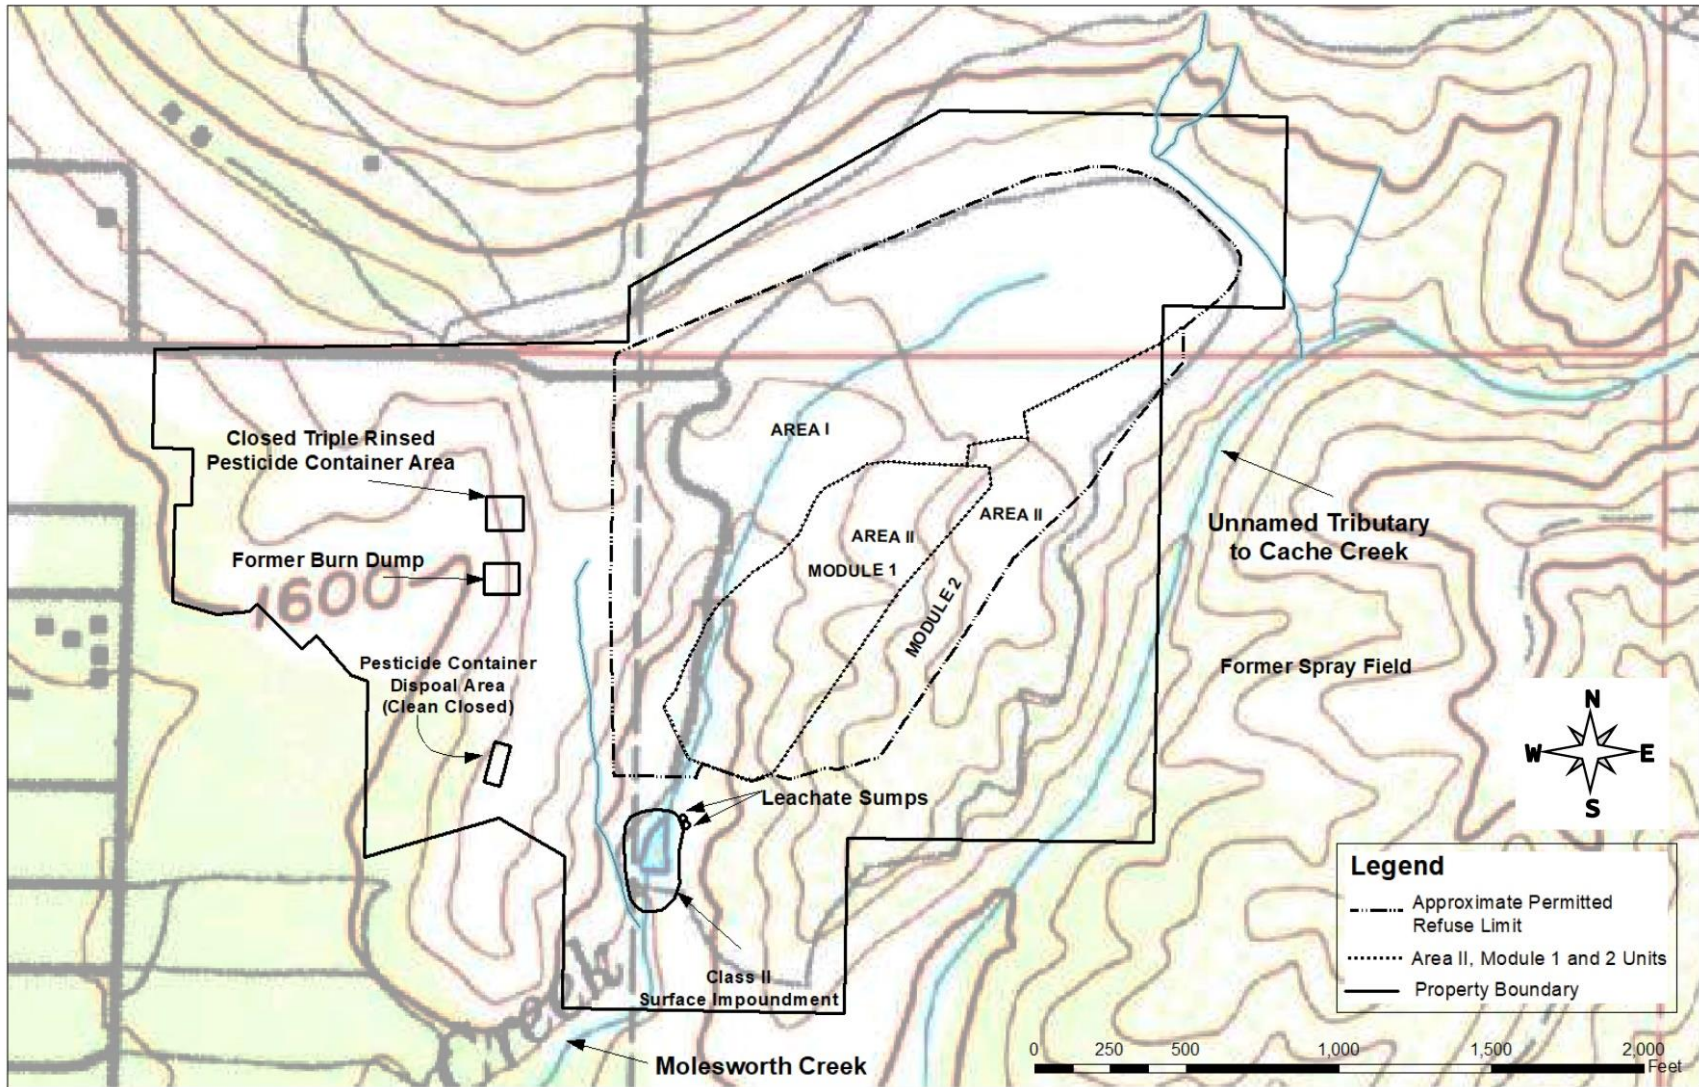 AREA I
Closed Triple Rinsed
Pesticide Container Area
AREA II
AREA II
Unnamed Tributary
to Cache Creek
Former Burn Dump
MODULE 1
1600
MODULE 2
Pesticide Container
Dispoal Area
(Clean Closed)
Former Spray Field
N
W E
S
Leachate Sumps
Class II
Surface Impoundment
Creek
Molesworth Creek
Legend
Approximate Permitted
Refuse Limit
Area II, Module 1 and 2 Units
Property Boundary
0 250 500 1,000 1,500 2,000
Feet